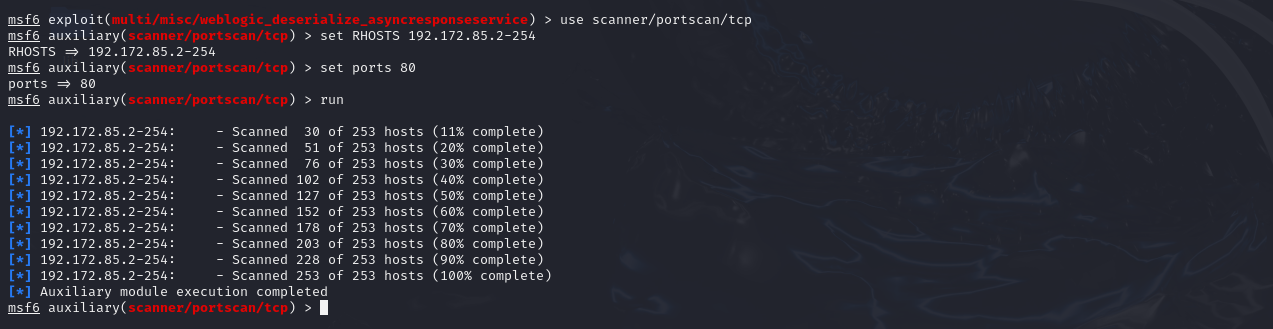 msf6 exploit(multi/misc/weblogic_deserialize_asyncresponseservice) > use scanner/portscan/tcp
msf6 auxiliary(scanner/portscan/tcp) > set RHOSTS 192.172.85.2-254
RHOSTS => 192.172.85.2-254
msf6 auxiliary(scanner/portscan/tcp) > set ports 80
ports => 80
msf6 auxiliary(scanner/portscan/tcp) > run
[*] 192.172.85.2-254:     - Scanned  30 of 253 hosts (11% complete)
[*] 192.172.85.2-254:     - Scanned  51 of 253 hosts (20% complete)
[*] 192.172.85.2-254:     - Scanned  76 of 253 hosts (30% complete)
[*] 192.172.85.2-254:     - Scanned 102 of 253 hosts (40% complete)
[*] 192.172.85.2-254:     - Scanned 127 of 253 hosts (50% complete)
[*] 192.172.85.2-254:     - Scanned 152 of 253 hosts (60% complete)
[*] 192.172.85.2-254:     - Scanned 178 of 253 hosts (70% complete)
[*] 192.172.85.2-254:     - Scanned 203 of 253 hosts (80% complete)
[*] 192.172.85.2-254:     - Scanned 228 of 253 hosts (90% complete)
[*] 192.172.85.2-254:     - Scanned 253 of 253 hosts (100% complete)
[*] Auxiliary module execution completed
msf6 auxiliary(scanner/portscan/tcp) >